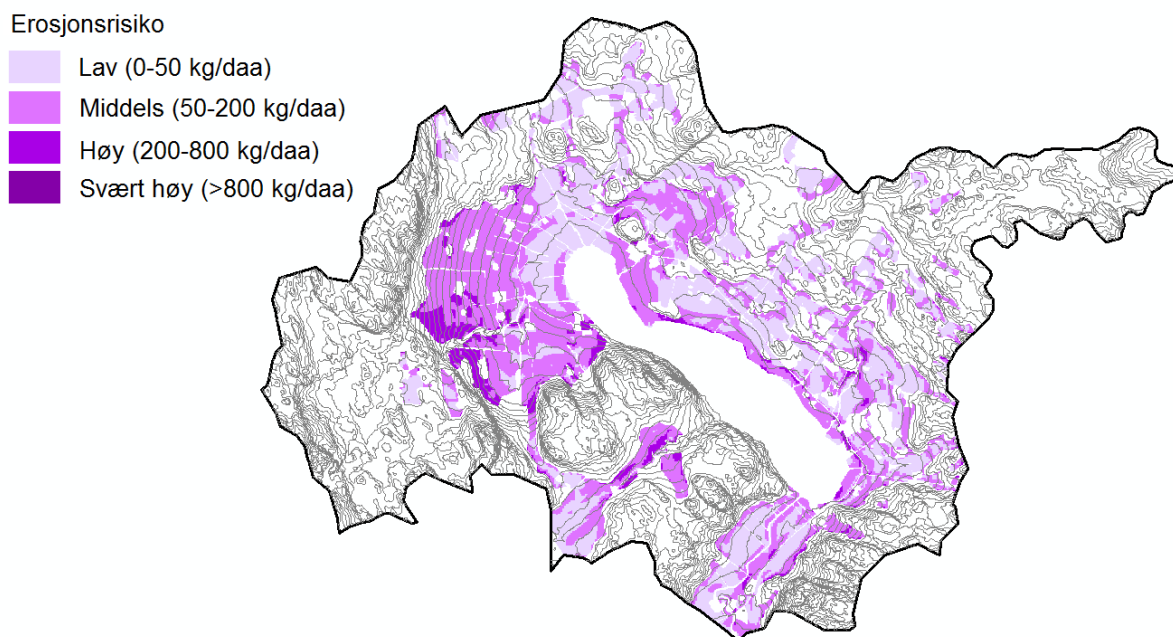 Erosjonsrisiko
Lav (0-50 kg/daa)
Middels (50-200 kg/daa)
Høy (200-800 kg/daa)
Svært høy (>800 kg/daa)